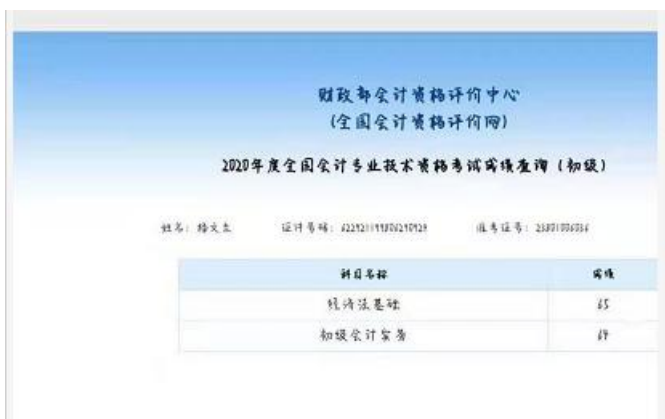 财政部会计资格评价中心
(全国会计资格评价网)
2020年度全国会计专业技术资格考试成绩查询（初级）
姓名： 证件号码： 准考证号：
科目名称 成绩
经济法基础 65
初级会计实务